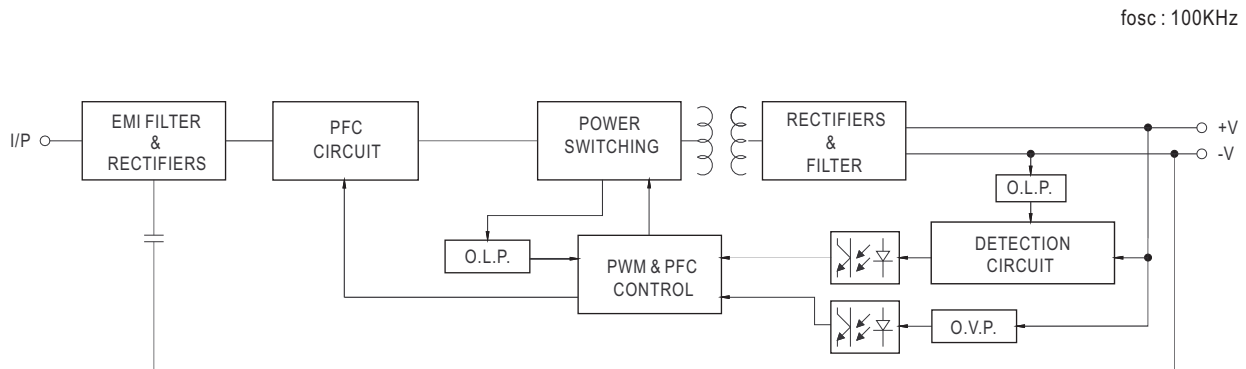 fosc : 100KHz
I/P
EMI FILTER
&
RECTIFIERS
PFC
CIRCUIT
POWER
SWITCHING
RECTIFIERS
&
FILTER
+V
-V
O.L.P.
O.L.P.
PWM & PFC
CONTROL
DETECTION
CIRCUIT
O.V.P.